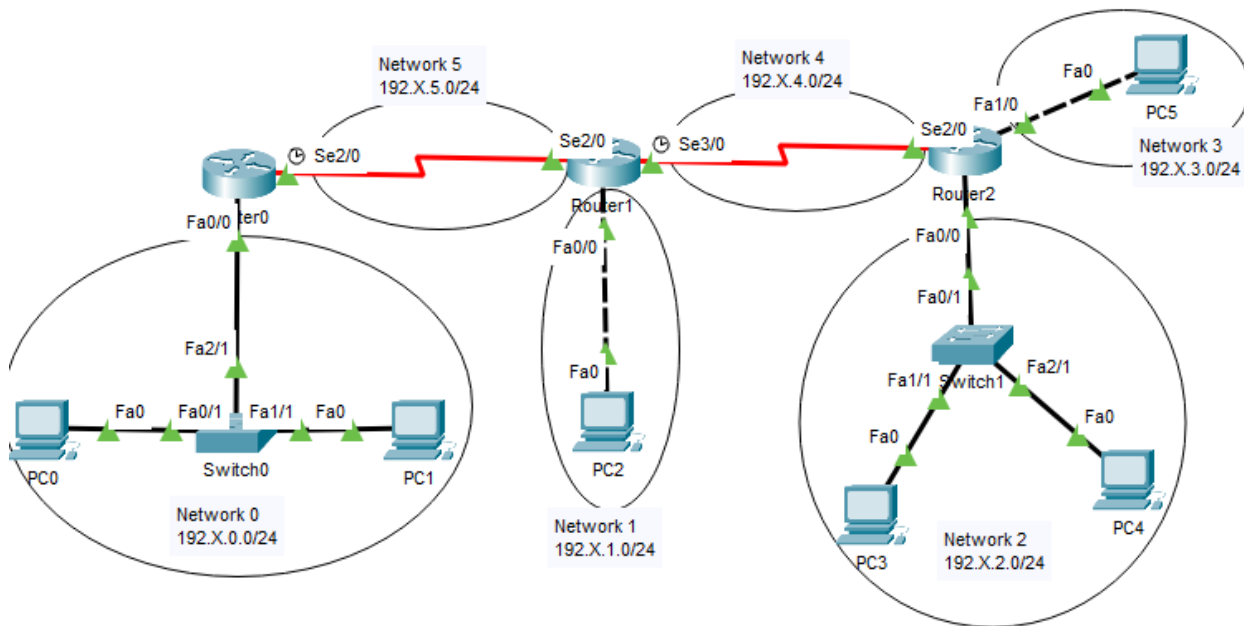 Network 5
192.X.5.0/24
Network 4
192.X.4.0/24
Fa0
Fa1/0
PC5
Network 3
192.X.3.0/24
Se2/0
Se2/0
Se3/0
Se2/0
ter0
Router1
Router2
Fa0/0
Fa0/0
Fa0/0
Fa0/1
Fa2/1
Fa0
Fa1/1
Switch1
Fa2/1
Fa0
Fa0/1
Fa1/1
Fa0
Fa0
Fa0
PC0
Switch0
PC1
PC2
PC3
PC4
Network 0
192.X.0.0/24
Network 1
192.X.1.0/24
Network 2
192.X.2.0/24